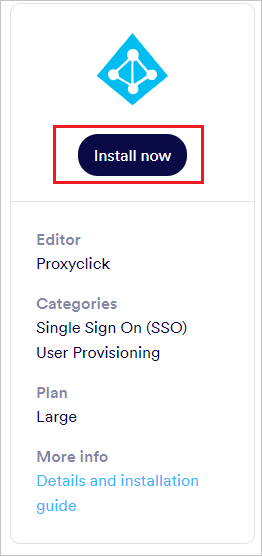 Install now
Editor
Proxyclick
Categories
Single Sign On (SSO)
User Provisioning
Plan
Large
More info
Details and installation
guide